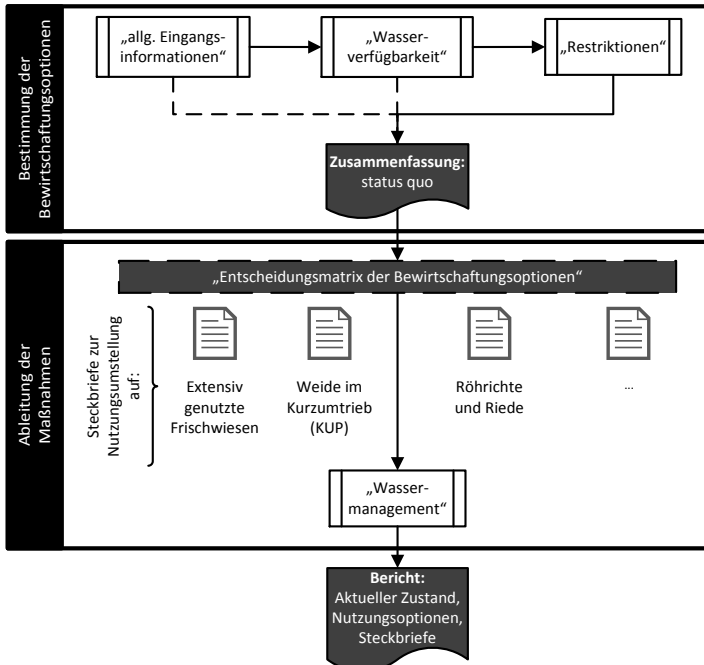 Bestimmung der
Bewirtschaftungsoptionen
„allg. Eingangs-
informationen“
„Wasser-
verfügbarkeit“
„Restriktionen“
Zusammenfassung:
status quo
Ableitung der
Maßnahmen
„Entscheidungsmatrix der Bewirtschaftungsoptionen“
Steckbriefe zur
Nutzungsumstellung
auf:
Extensiv
genutzte
Frischwiesen
Weide im
Kurzumtrieb
(KUP)
Röhrichte
und Riede
...
„Wasser-
management“
Bericht:
Aktueller Zustand,
Nutzungsoptionen,
Steckbriefe